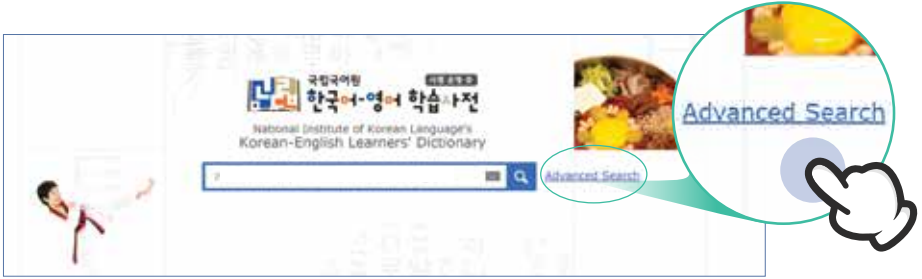 국립국어원 시범 운영 중
한국어-영어 학습사전
National Institute of Korean Language's
Korean-English Learners' Dictionary
Advanced Search
Advanced Search